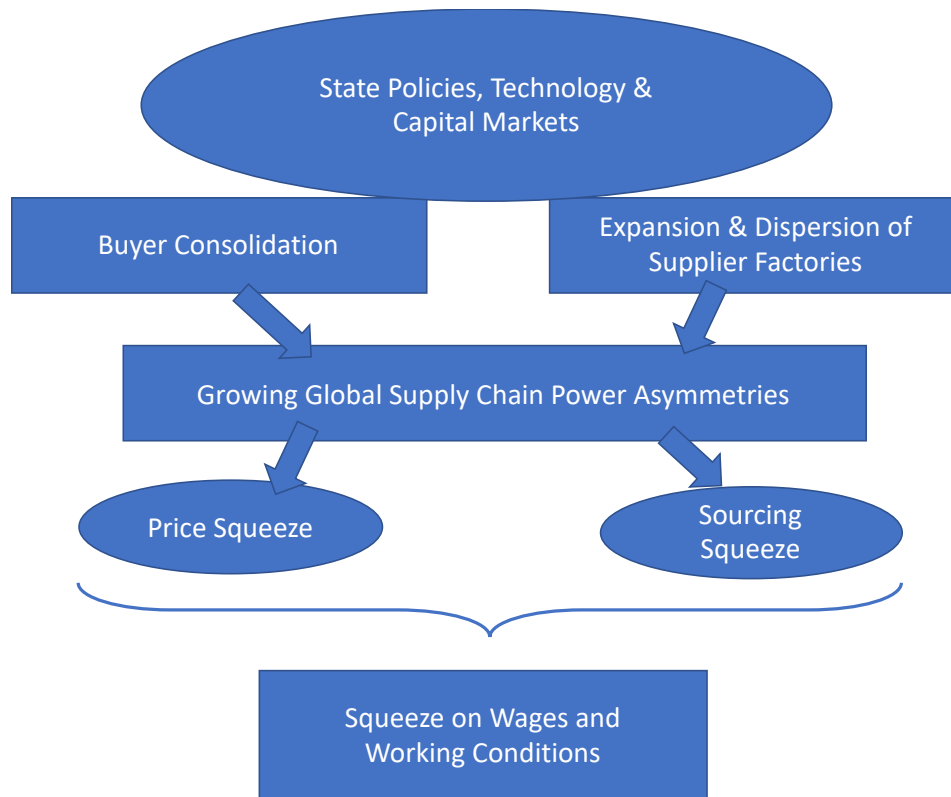 State Policies, Technology &
Capital Markets
Buyer Consolidation
Expansion & Dispersion of
Supplier Factories
Growing Global Supply Chain Power Asymmetries
Price Squeeze
Sourcing
Squeeze
Squeeze on Wages and
Working Conditions